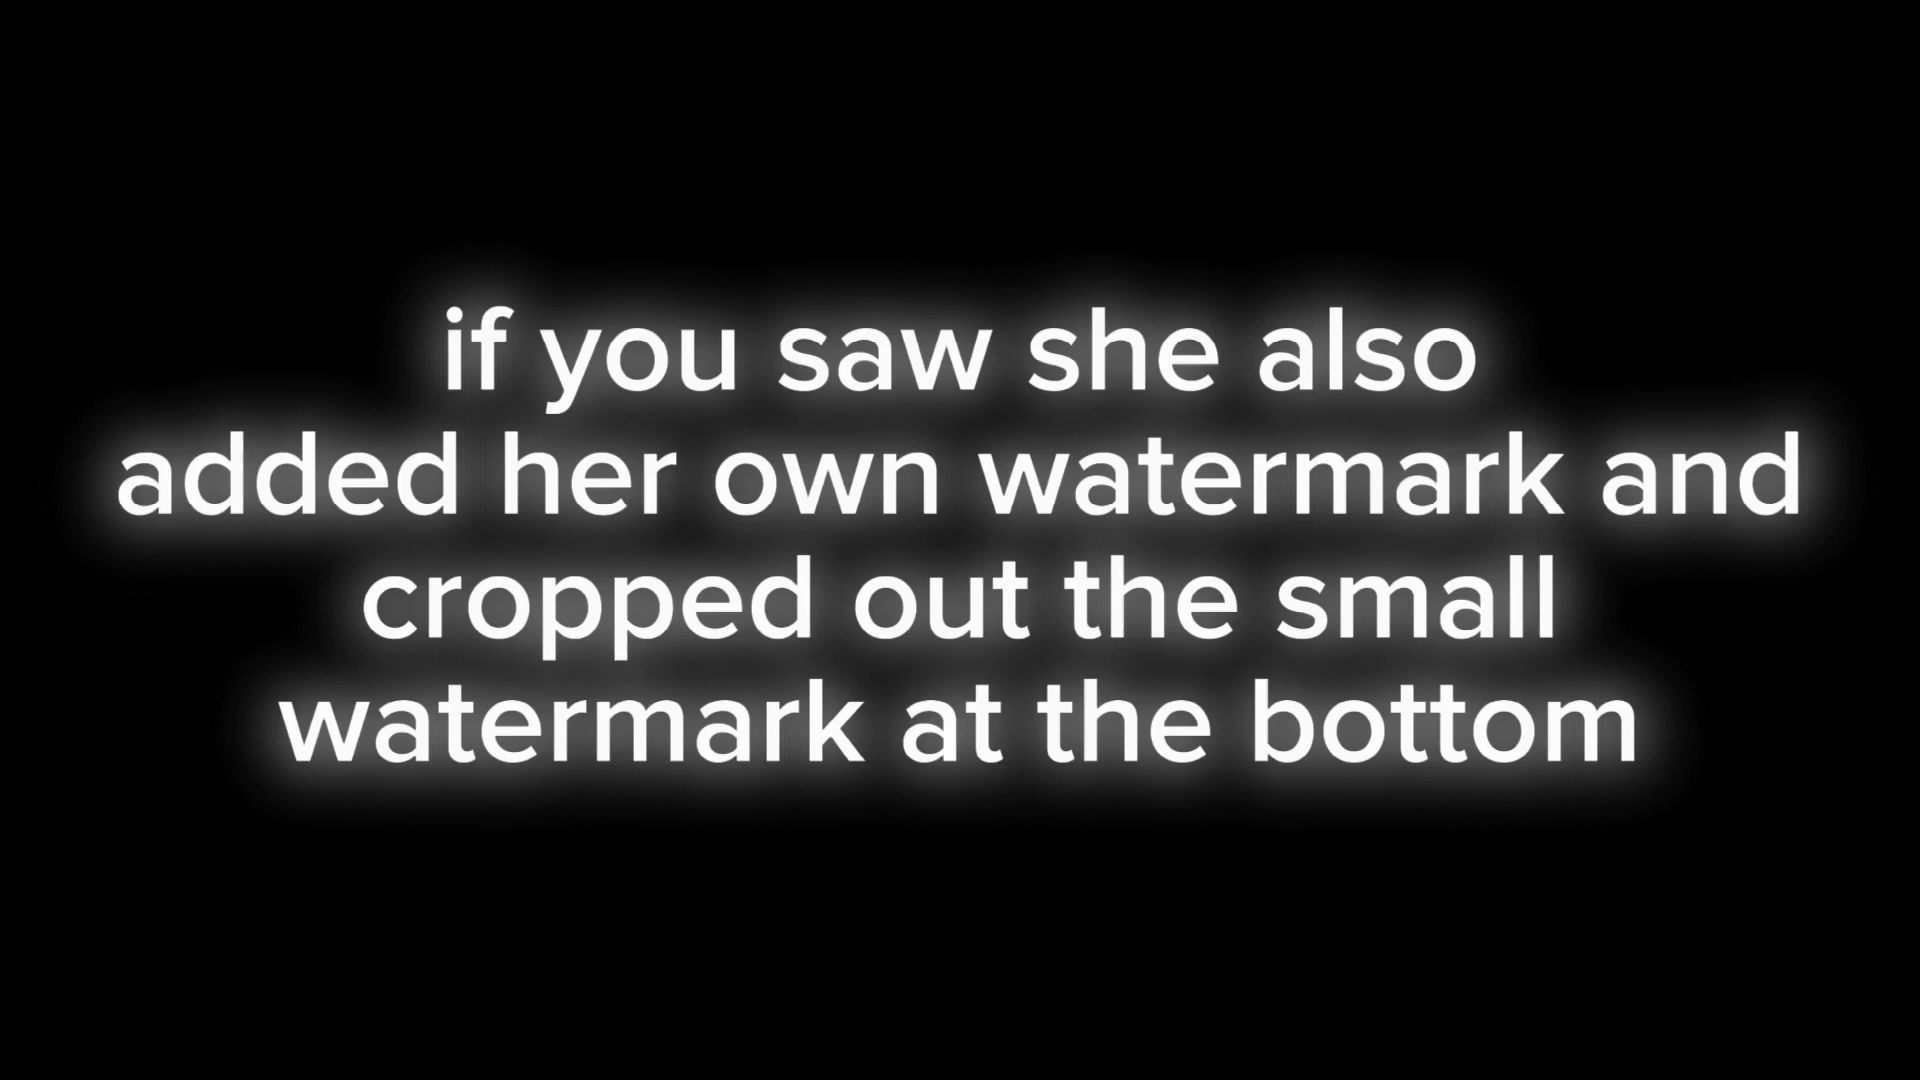 if you saw she also
added her own watermark and
cropped out the small
watermark at the bottom